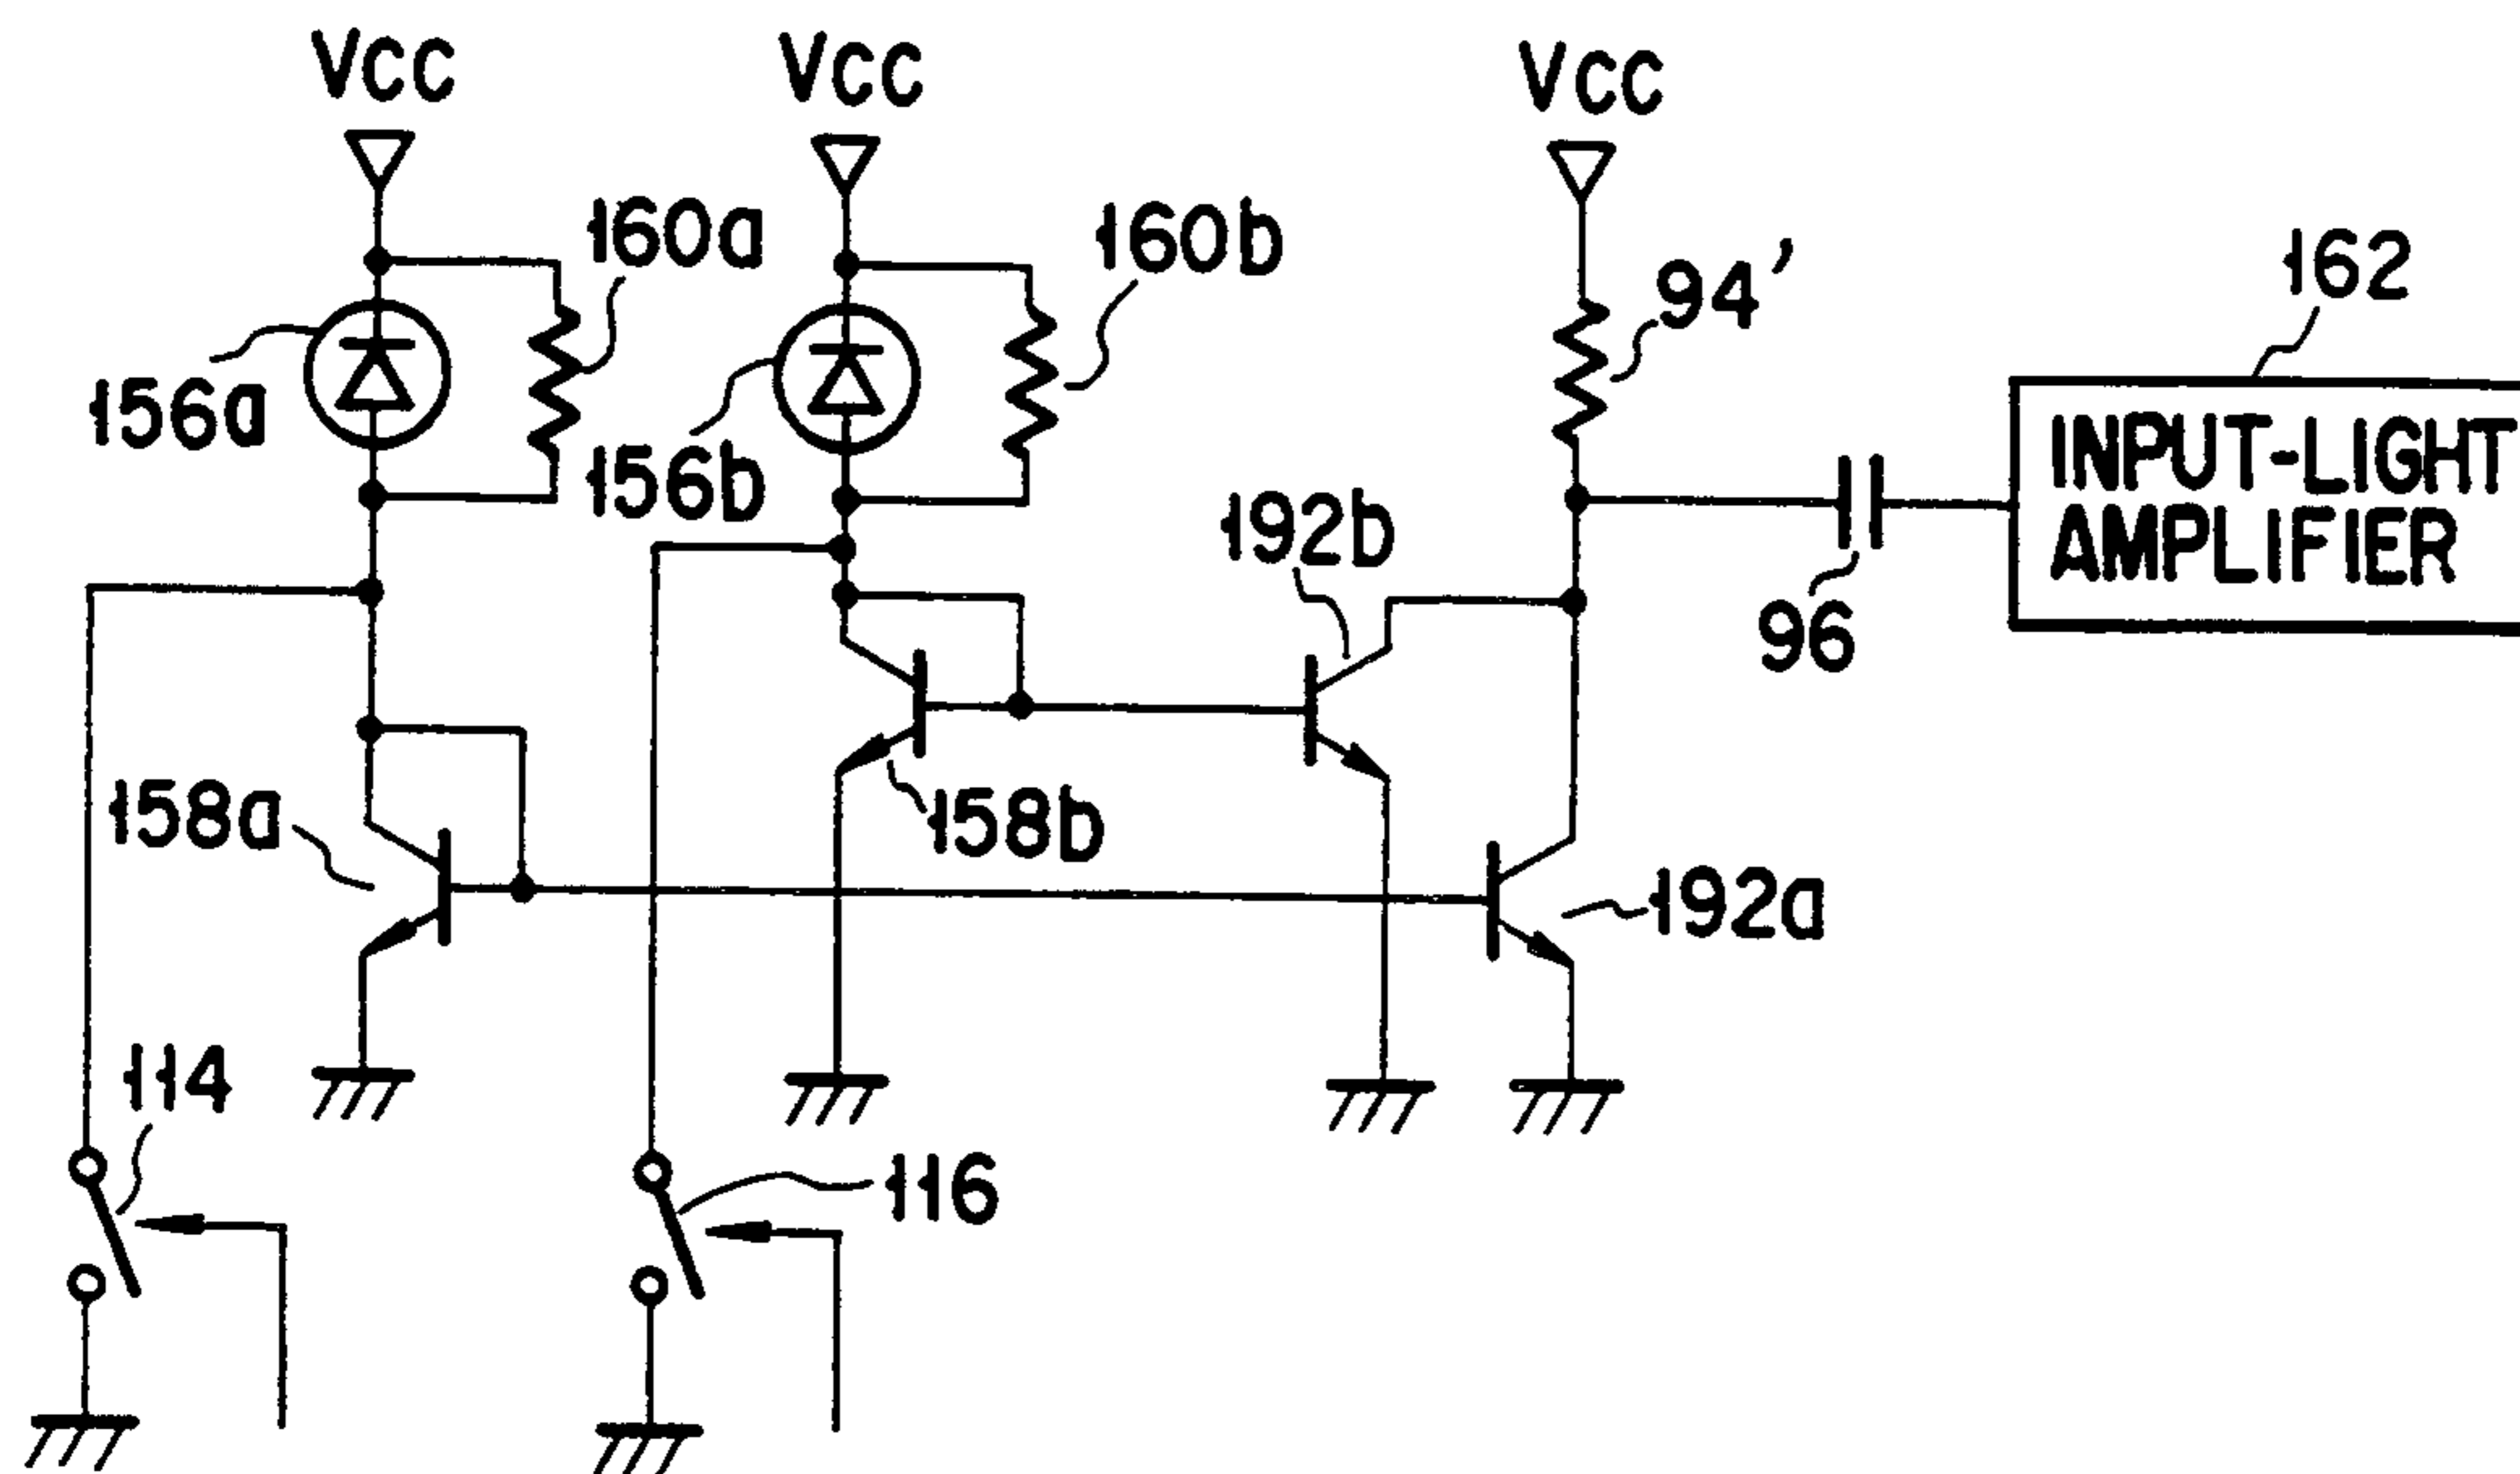 VCC
VCC
VCC
160a
160b
94'
162
156a
156b
192b
INPUT-LIGHT
AMPLIFIER
96
158a
158b
192a
114
116